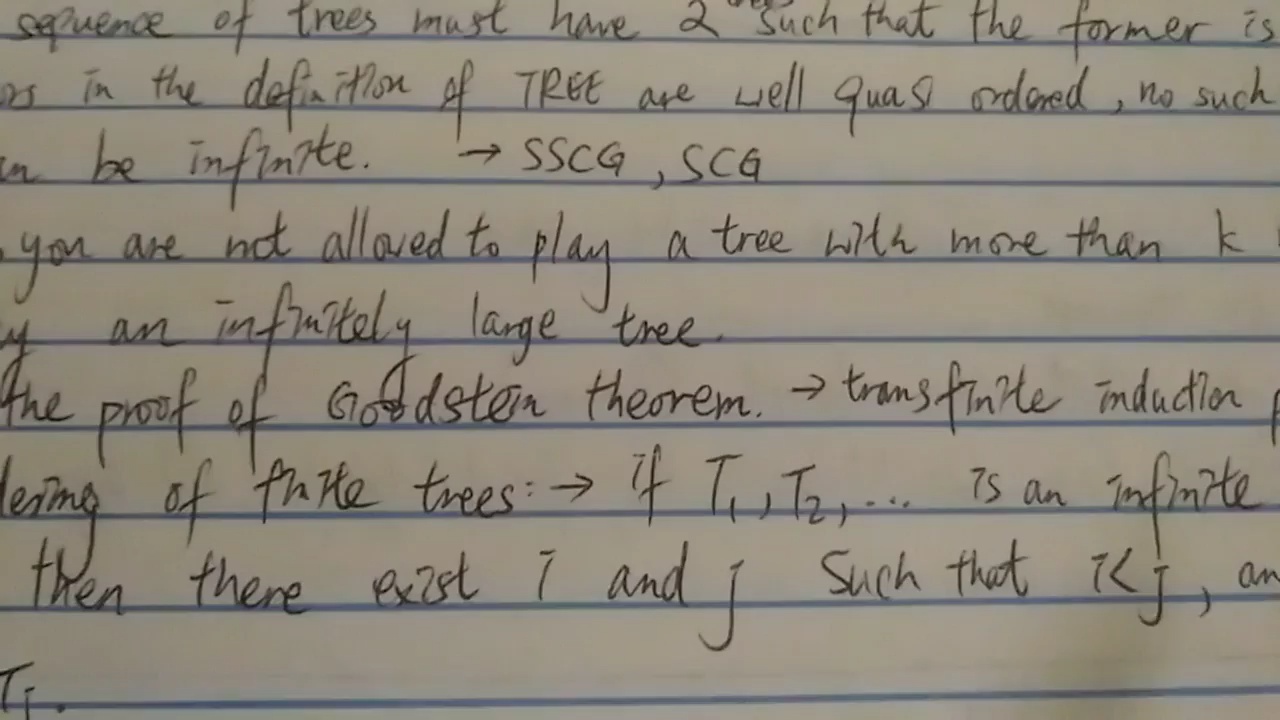 sequence of trees must have 2 such that the former is
in the definition of TREE are well quasi ordered, no such
be infinite. → SSCG, SCG
you are not allowed to play a tree with more than k
an infinitely large tree.
the proof of Goodstein theorem. → transfinite induction
of finite trees: → if T₁, T₂, ... is an infinite
then there exist i and j such that i<j,